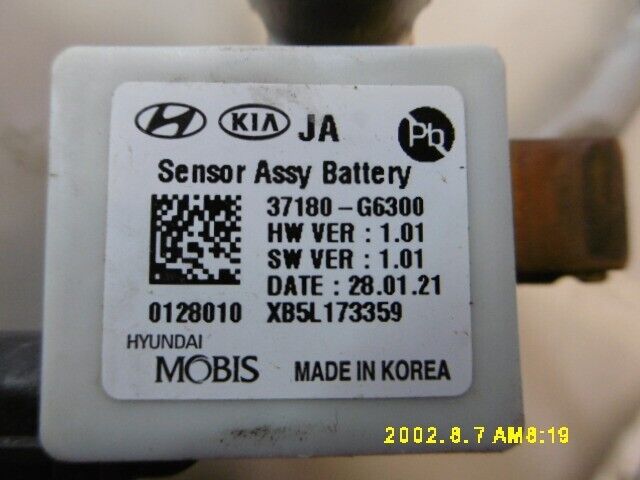 KIA JA Pb
Sensor Assy Battery
37180-G6300
HW VER : 1.01
SW VER : 1.01
DATE : 28.01.21
0128010 XB5L173359
HYUNDAI
MOBIS MADE IN KOREA
2002.8.7 AM8:19